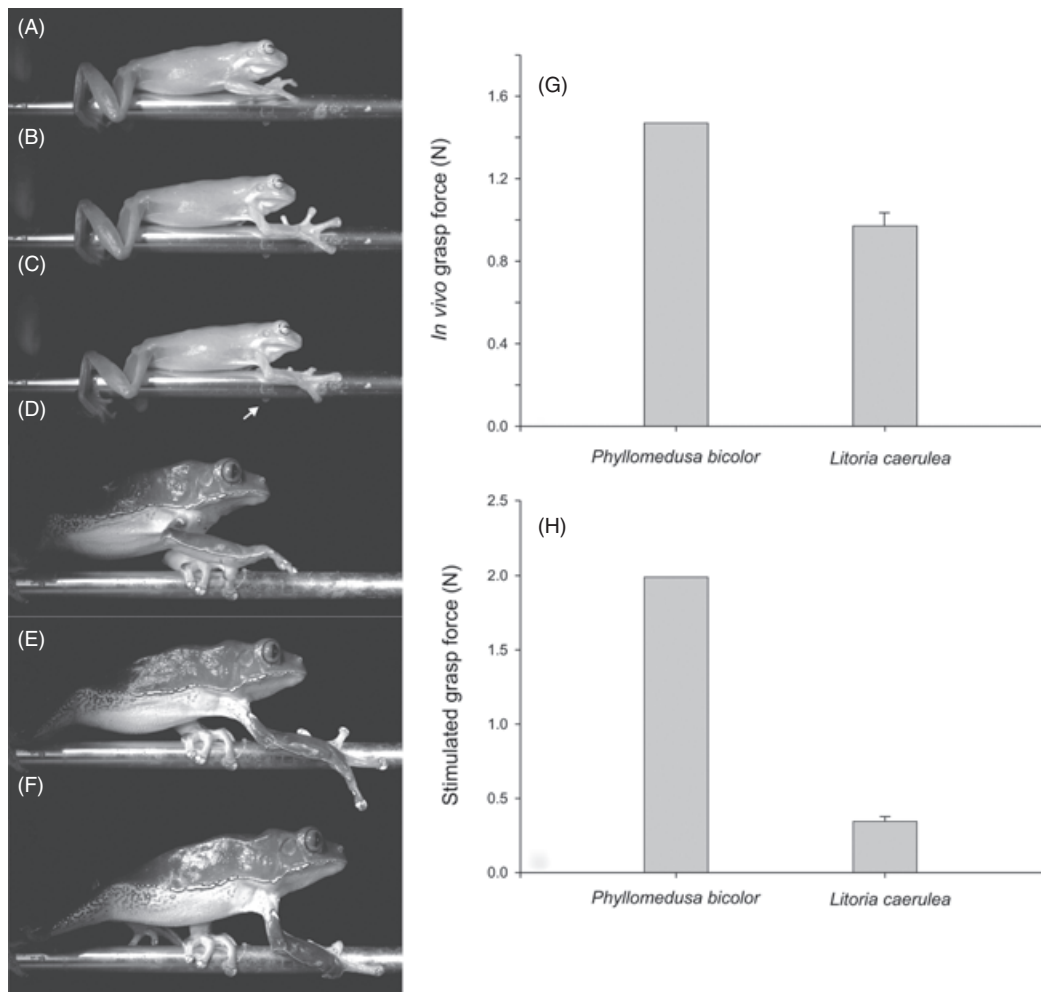 (A)
(B)
(C)
(D)
(E)
(F)
(G)
In vivo grasp force (N)
1.6
1.2
0.8
0.4
0.0
Phyllomedusa bicolor
Litoria caerulea
(H)
Stimulated grasp force (N)
2.5
2.0
1.5
1.0
0.5
0.0
Phyllomedusa bicolor
Litoria caerulea